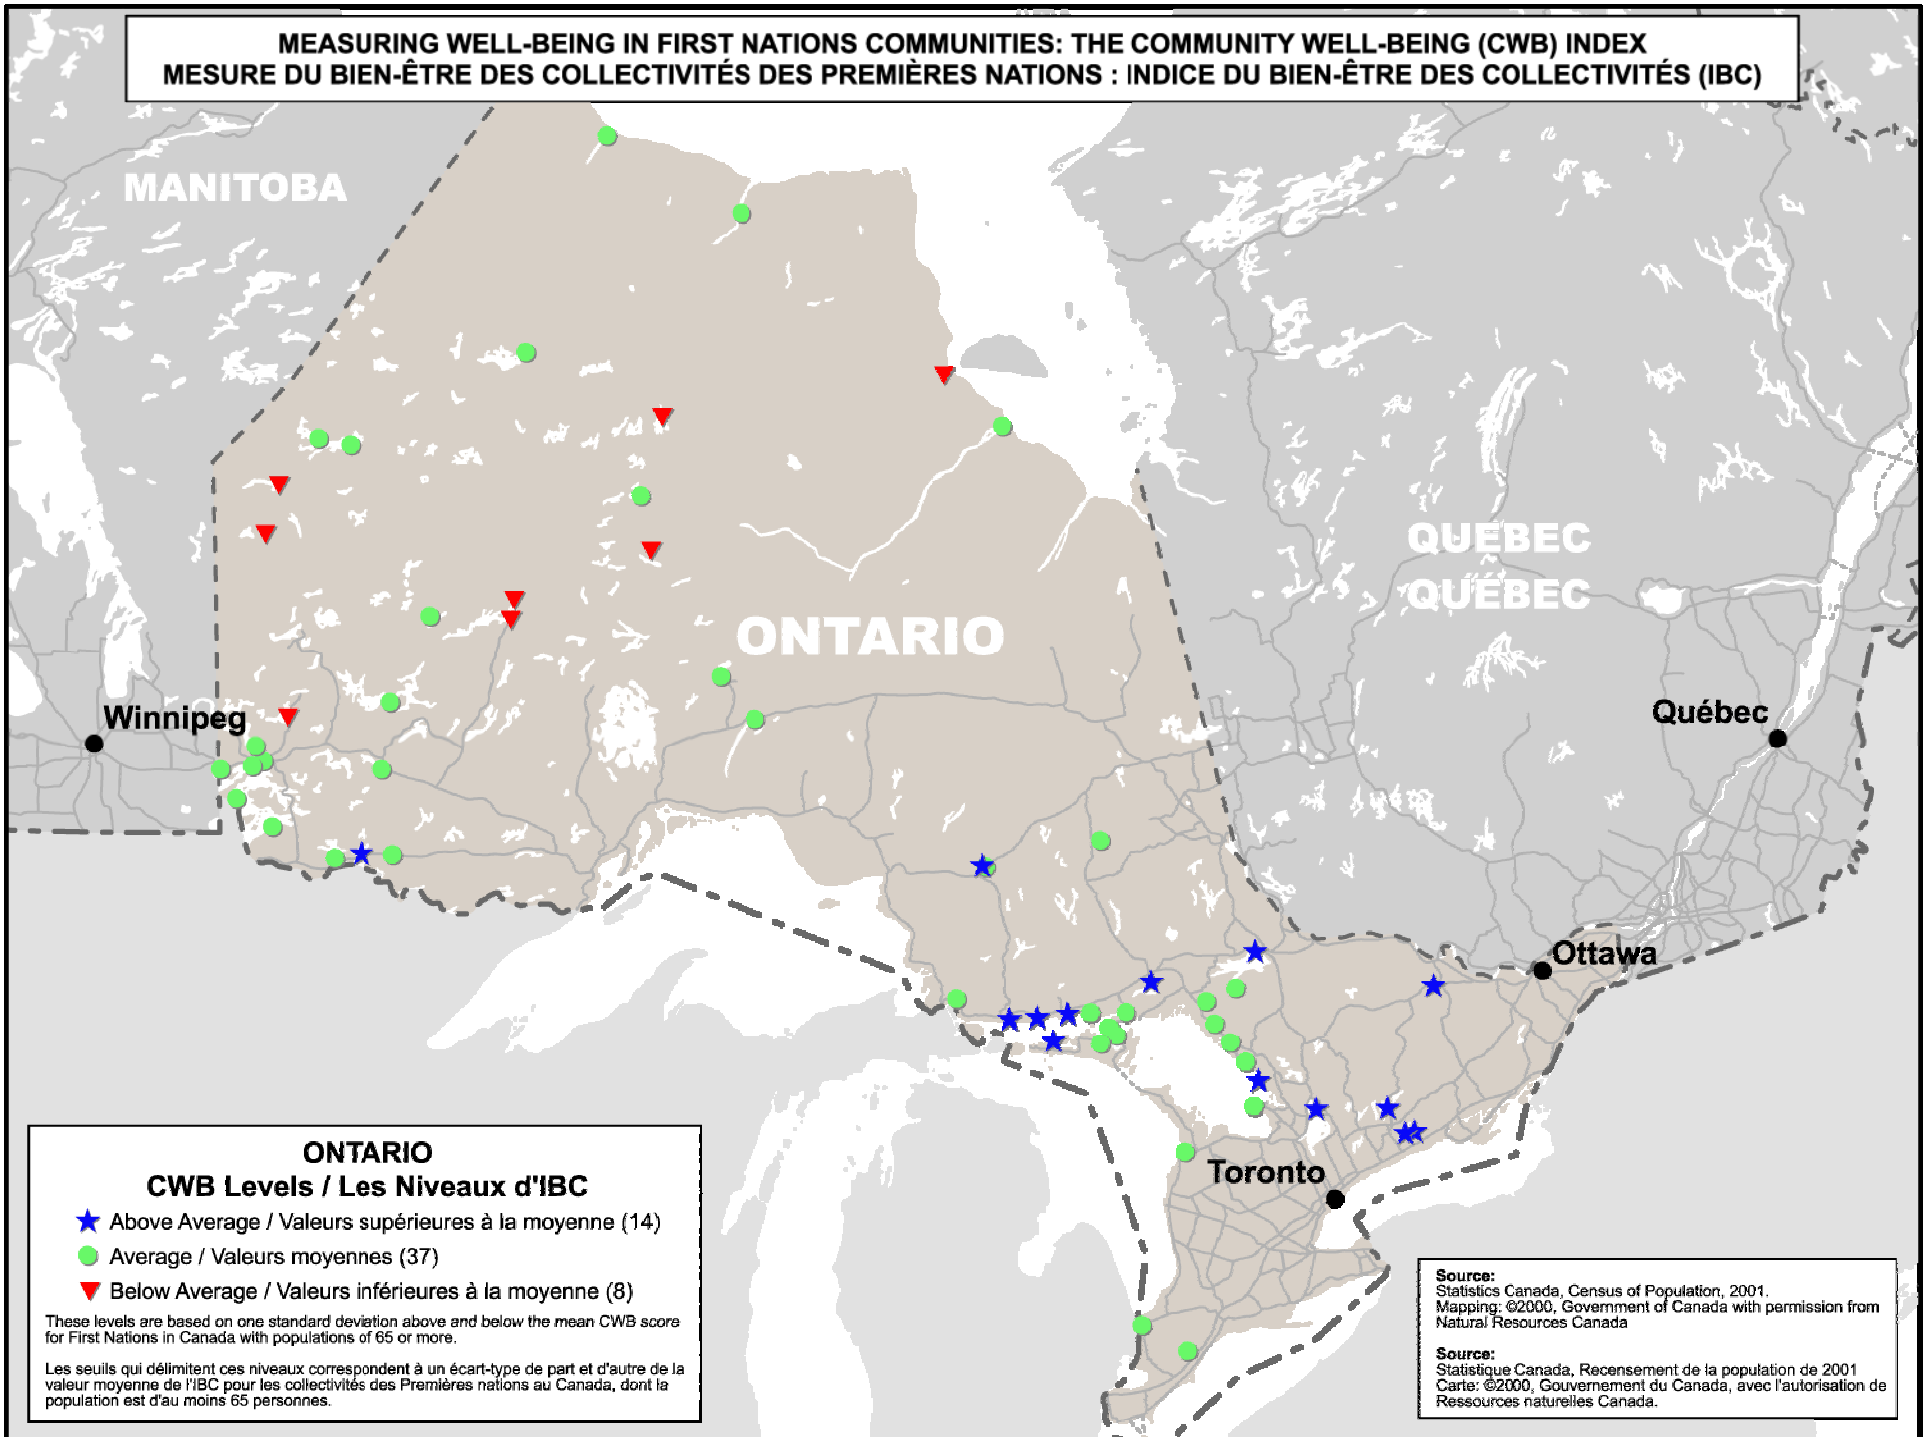 MEASURING WELL-BEING IN FIRST NATIONS COMMUNITIES: THE COMMUNITY WELL-BEING (CWB) INDEX
MESURE DU BIEN-ÊTRE DES COLLECTIVITÉS DES PREMIÈRES NATIONS : INDICE DU BIEN-ÊTRE DES COLLECTIVITÉS (IBC)
MANITOBA
QUEBEC
QUÉBEC
ONTARIO
Winnipeg
Québec
Ottawa
Toronto
ONTARIO
CWB Levels / Les Niveaux d'IBC
Above Average / Valeurs supérieures à la moyenne (14)
Average / Valeurs moyennes (37)
Below Average / Valeurs inférieures à la moyenne (8)
These levels are based on one standard deviation above and below the mean CWB score
for First Nations in Canada with populations of 65 or more.
Les seuils qui délimitent ces niveaux correspondent à un écart-type de part et d'autre de la
valeur moyenne de l'IBC pour les collectivités des Premières nations au Canada, dont la
population est d'au moins 65 personnes.
Source:
Statistics Canada, Census of Population, 2001.
Mapping: ©2000, Government of Canada with permission from
Natural Resources Canada
Source:
Statistique Canada, Recensement de la population de 2001
Carte: ©2000, Gouvernement du Canada, avec l'autorisation de
Ressources naturelles Canada.